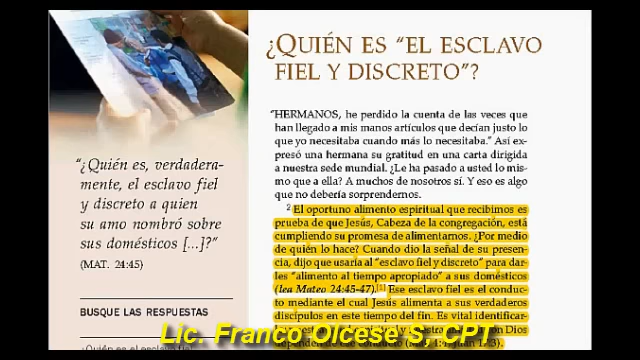 ¿QUIÉN ES “EL ESCLAVO
FIEL Y DISCRETO”?
“HERMANOS, he perdido la cuenta de las veces que
han llegado a mis manos artículos que decían justo lo
que yo necesitaba cuando más lo necesitaba.” Así ex-
presó una hermana su gratitud en una carta dirigida
a nuestra sede mundial. ¿Le ha pasado a usted lo mis-
mo que a ella? A muchos de nosotros sí. Y eso es algo
que no debería sorprendernos.
2 El oportuno alimento espiritual que recibimos es
prueba de que Jesús, Cabeza de la congregación, está
cumpliendo su promesa de alimentarnos. ¿Por medio
de quién lo hace? Cuando dio la señal de su presen-
cia, dijo que usaría al “esclavo fiel y discreto” para dar-
les “alimento al tiempo apropiado” a sus domésticos
(lea Mateo 24:45-47).[1] Ese esclavo fiel es el conduc-
to mediante el cual Jesús alimenta a sus verdaderos
discípulos en este tiempo del fin. Es vital identificar-
“¿Quién es, verdadera-
mente, el esclavo fiel
y discreto a quien
su amo nombró sobre
sus domésticos [...]?”
(MAT. 24:45)
BUSQUE LAS RESPUESTAS
Lic. Franco Olcese S, CPT